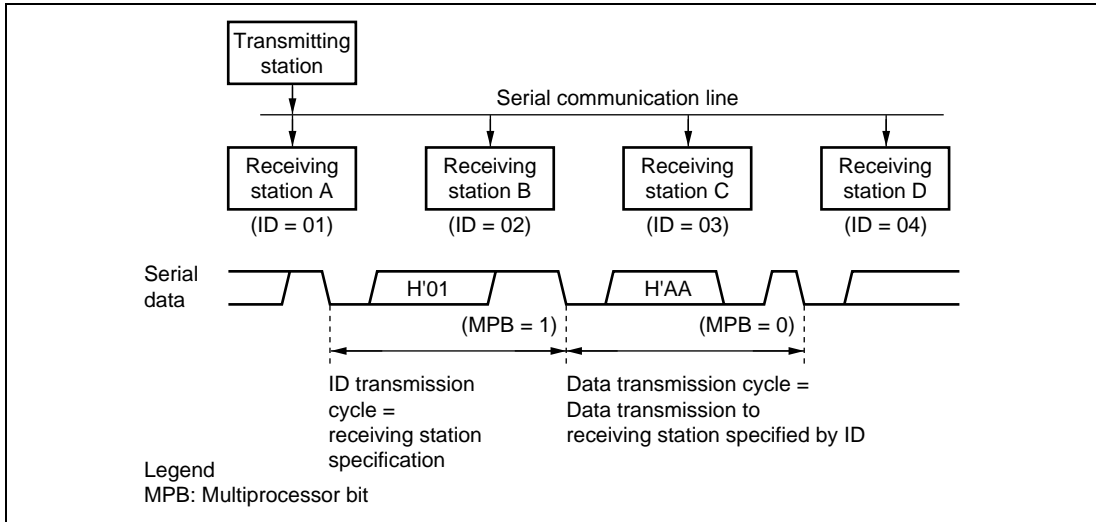 Transmitting
station
Serial communication line
Receiving
station A
Receiving
station B
Receiving
station C
Receiving
station D
(ID = 01)
(ID = 02)
(ID = 03)
(ID = 04)
Serial
data
H'01
H'AA
(MPB = 1)
(MPB = 0)
ID transmission
cycle =
receiving station
specification
Data transmission cycle =
Data transmission to
receiving station specified by ID
Legend
MPB: Multiprocessor bit